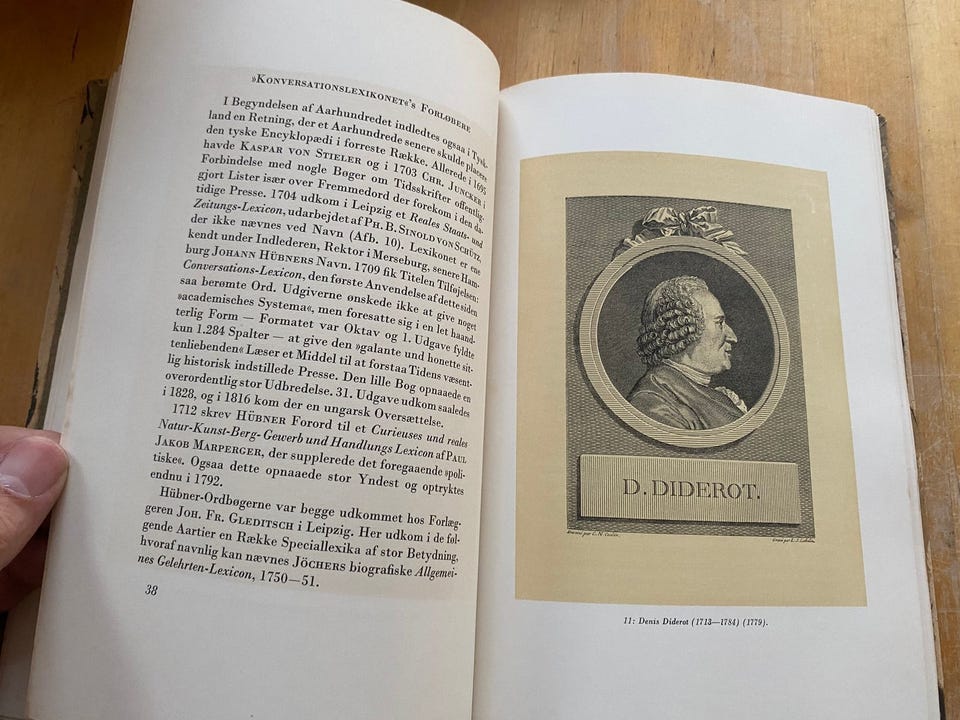 »Konversationslexikonet«'s Forløbere
I Begyndelsen af Aarhundredet indledtes ogsaa i Tysk-
land en Retning, der et Aarhundrede senere skulde placere
den tyske Encyklopædi i forreste Række. Allerede i 1695
havde Kaspar von Stieler og i 1703 Chr. Juncker i
Forbindelse med nogle Bøger om Tidsskrifter offentlig-
gjort Lister især over Fremmedord der forekom i den da-
tidige Presse. 1704 udkom i Leipzig et Reales Staats- und
Zeitungs-Lexicon, udarbejdet af Ph. B. Sinold von Schütz,
der ikke nævnes ved Navn (Afb. 10). Lexikonet er ene
kendt under Indlederen, Rektor i Merseburg, senere Ham-
burg Johann Hübners Navn. 1709 fik Titelen Tilføjelsen:
Conversations-Lexicon, den første Anvendelse af dette siden
saa berømte Ord. Udgiverne ønskede ikke at give noget
»academisches Systema«, men foresatte sig i en let haand-
terlig Form — Formatet var Oktav og 1. Udgave fyldte
kun 1.284 Spalter — at give den »galante und honette sit-
tenliebenden« Læser et Middel til at forstaa Tidens væsent-
lig historisk indstillede Presse. Den lille Bog opnaaede en
overordentlig stor Udbredelse. 31. Udgave udkom saaledes
i 1828, og i 1816 kom der en ungarsk Oversættelse.
1712 skrev Hübner Forord til et Curieuses und reales
Natur-Kunst-Berg- Gewerb und Handlungs Lexicon af Paul
Jakob Marperger, der supplerede det foregaaende »poli-
tiske«. Ogsaa dette opnaaede stor Yndest og optryktes
endnu i 1792.
Hübner-Ordbøgerne var begge udkommet hos Forlæg-
geren Joh. Fr. Gleditsch i Leipzig. Her udkom i de føl-
gende Aartier en Række Speciallexika af stor Betydning,
hvoraf navnlig kan nævnes Jöchers biografiske Allgemei-
nes Gelehrten-Lexicon, 1750—51.
38
D. DIDEROT.
par C. N. Cochin.
11: Denis Diderot (1713—1784) (1779).